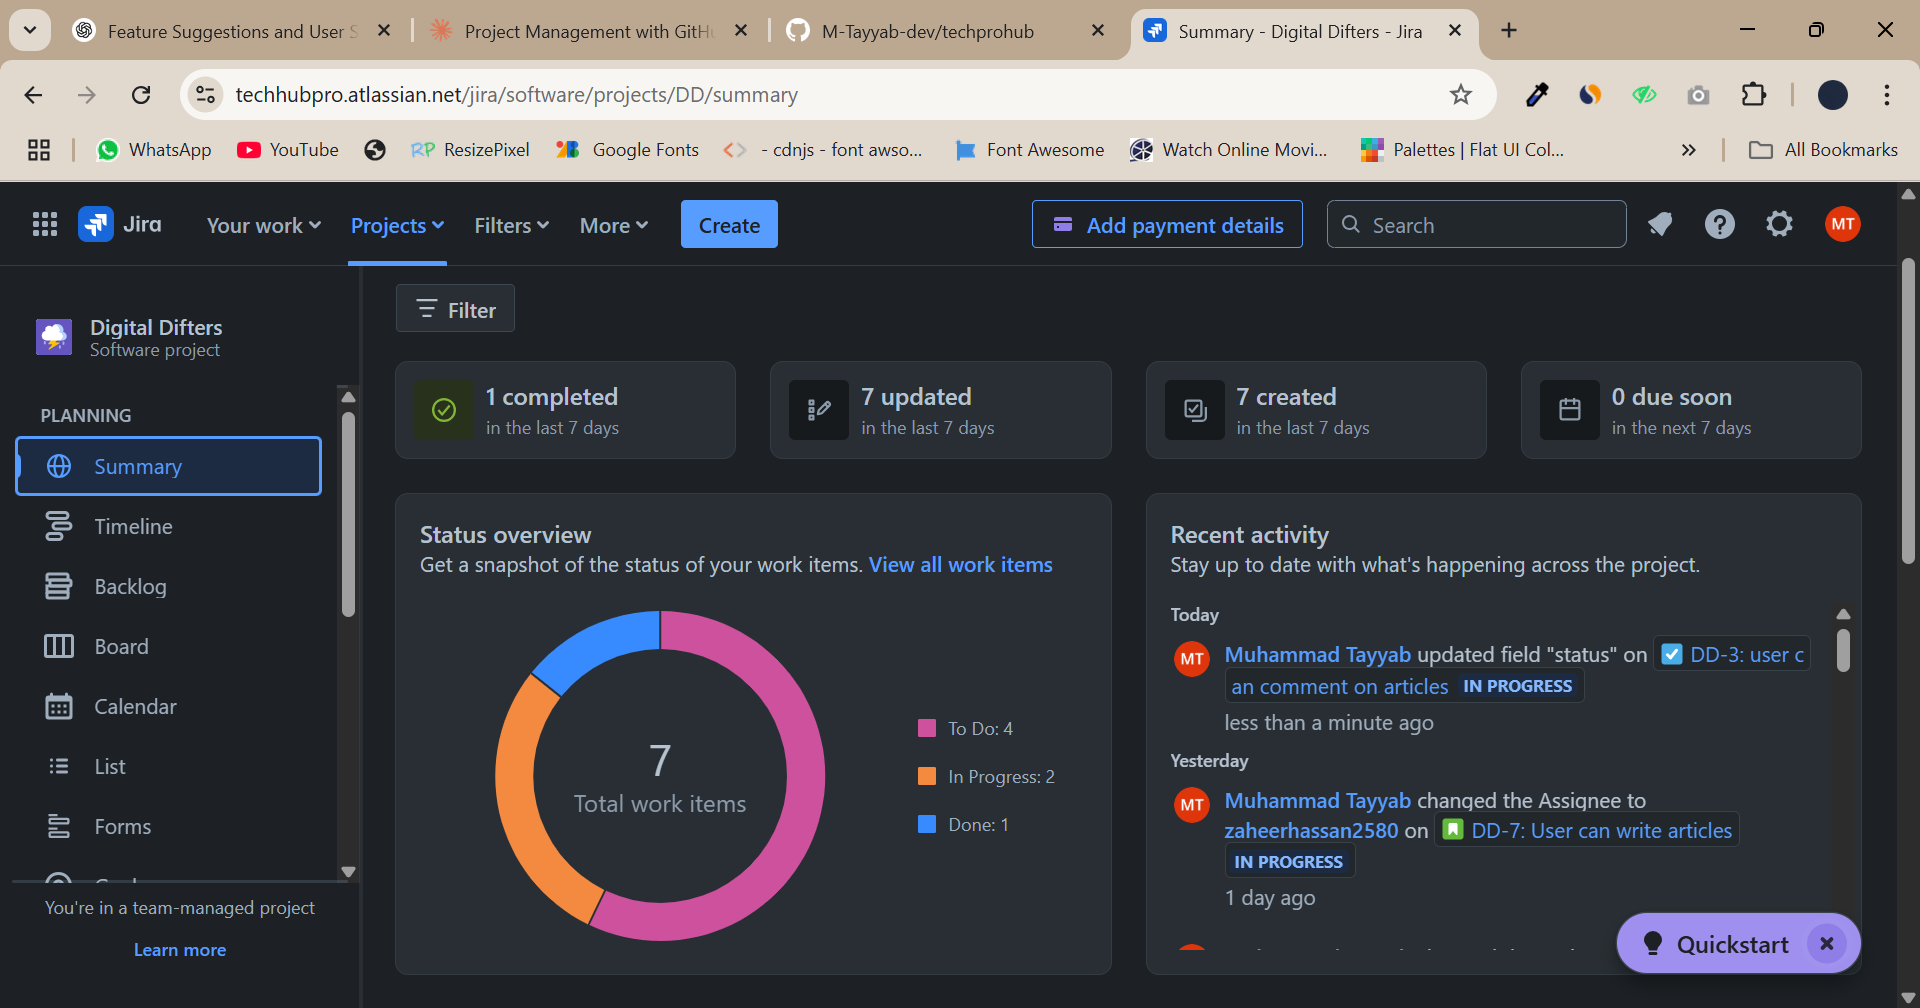 Feature Suggestions and User S
Project Management with GitHu
M-Tayyab-dev/techprohub
Summary - Digital Difters - Jira
techhubpro.atlassian.net/jira/software/projects/DD/summary
WhatsApp
YouTube
RP ResizePixel
Google Fonts
- cdnjs - font awso...
Font Awesome
Watch Online Movi...
Palettes | Flat UI Col...
All Bookmarks
Jira
Your work
Projects
Filters
More
Create
Add payment details
Search
MT
Digital Difters
Software project
PLANNING
Summary
Timeline
Backlog
Board
Calendar
List
Forms
You're in a team-managed project
Learn more
Filter
1 completed
in the last 7 days
7 updated
in the last 7 days
7 created
in the last 7 days
0 due soon
in the next 7 days
Status overview
Get a snapshot of the status of your work items. View all work items
7
Total work items
To Do: 4
In Progress: 2
Done: 1
Recent activity
Stay up to date with what's happening across the project.
Today
MT
Muhammad Tayyab updated field "status" on DD-3: user c
an comment on articles IN PROGRESS
less than a minute ago
Yesterday
MT
Muhammad Tayyab changed the Assignee to
zaheerhassan2580 on DD-7: User can write articles
IN PROGRESS
1 day ago
Quickstart